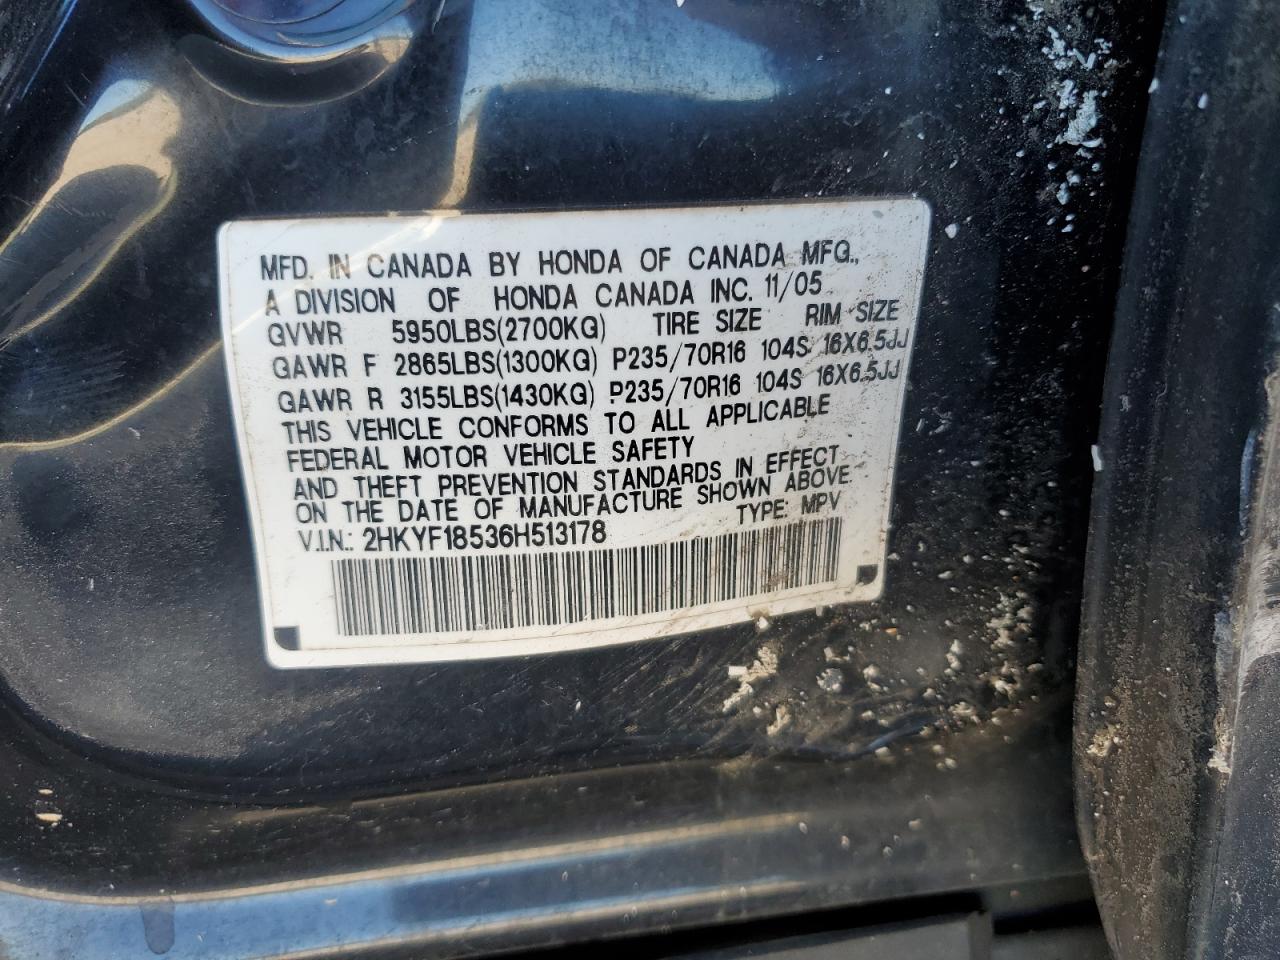 MFD. IN CANADA BY HONDA OF CANADA MFG.,
A DIVISION OF HONDA CANADA INC. 11/05
GVWR 5950LBS(2700KG) TIRE SIZE RIM SIZE
GAWR F 2865LBS(1300KG) P235/70R16 104S 16X6.5JJ
GAWR R 3155LBS(1430KG) P235/70R16 104S 16X6.5JJ
THIS VEHICLE CONFORMS TO ALL APPLICABLE
FEDERAL MOTOR VEHICLE SAFETY
AND THEFT PREVENTION STANDARDS IN EFFECT
ON THE DATE OF MANUFACTURE SHOWN ABOVE.
V.I.N.: 2HKYF18536H513178 TYPE: MPV